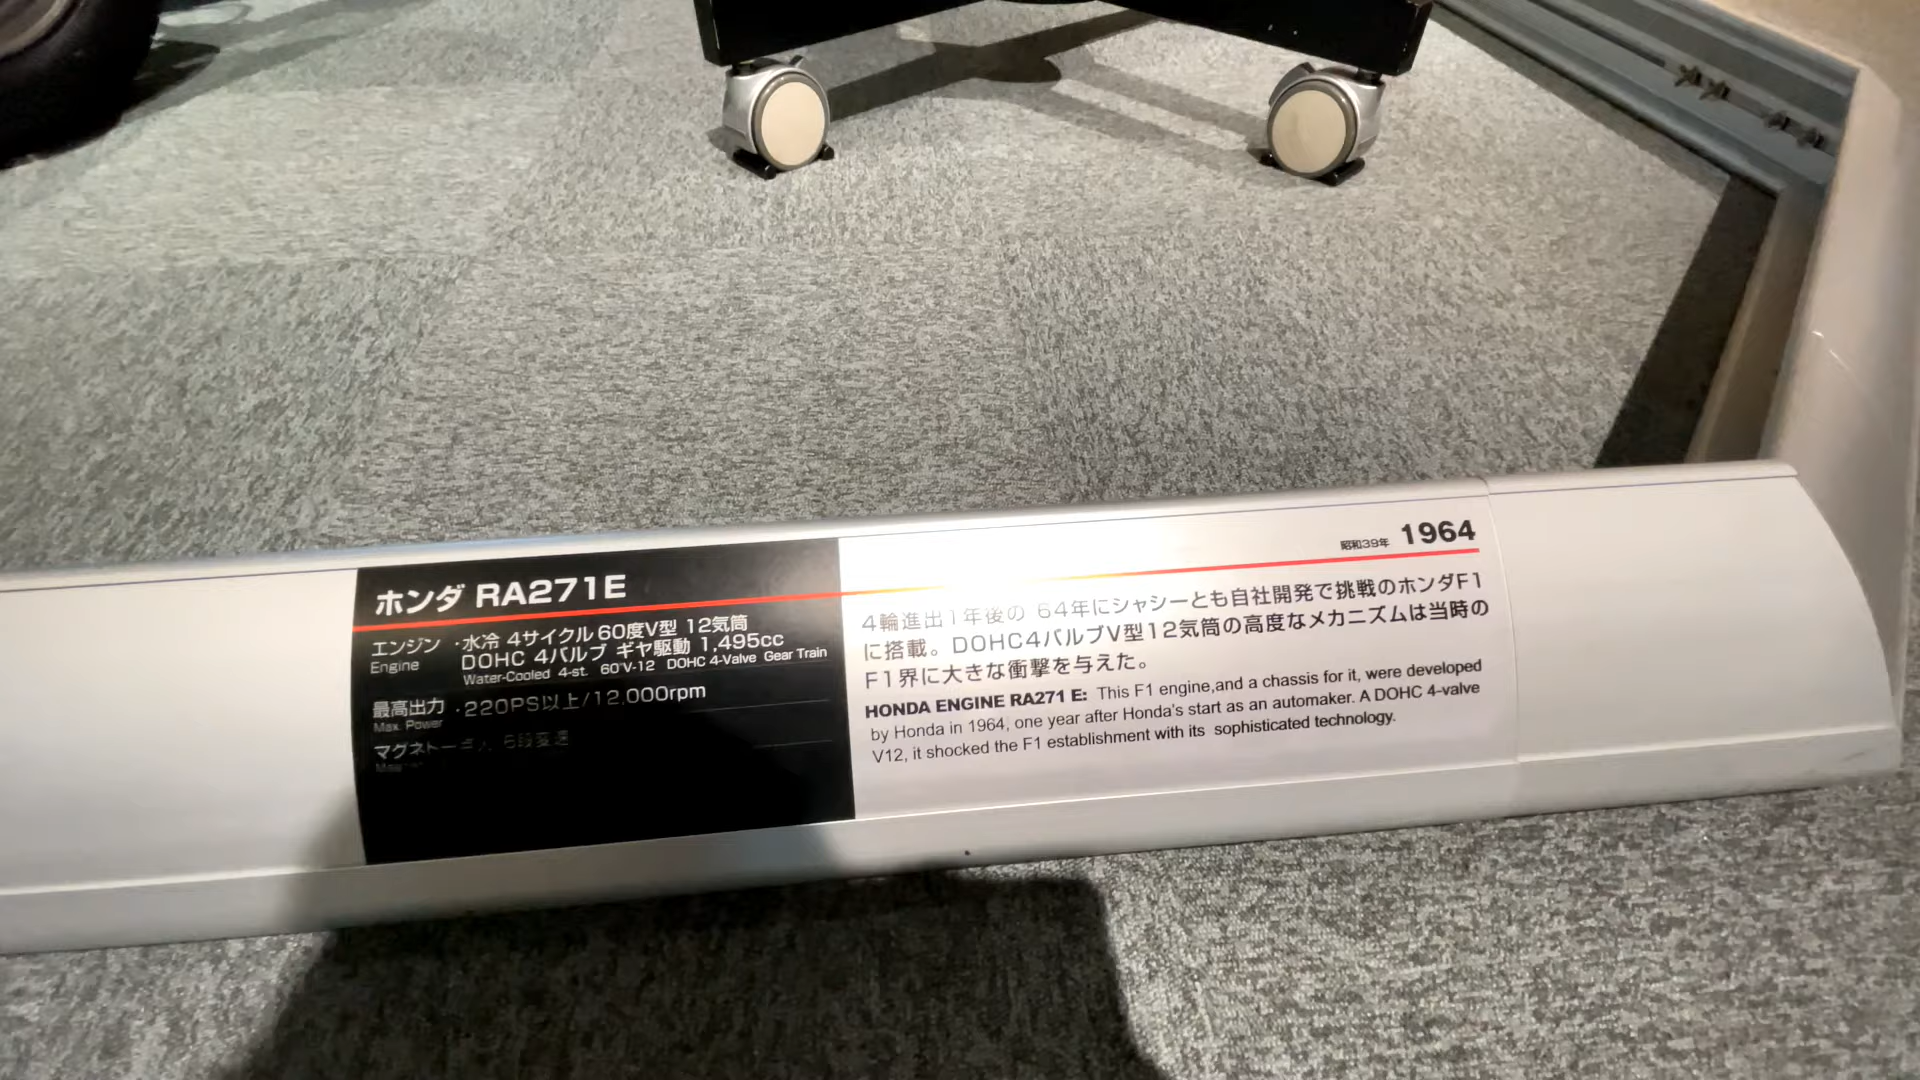 ホンダ RA271E
エンジン
Engine
・水冷 4サイクル 60度V型 12気筒
DOHC 4バルブ ギヤ駆動 1,495cc
Water-Cooled 4-st. 60°V-12 DOHC 4-Valve Gear Train
最高出力
Max. Power
・220PS以上/12,000rpm
マグネトー 6段変速
昭和39年 1964
4輪進出1年後の 64年にシャシーとも自社開発で挑戦のホンダF1
に搭載。DOHC4バルブV型12気筒の高度なメカニズムは当時の
F1界に大きな衝撃を与えた。
HONDA ENGINE RA271 E: This F1 engine,and a chassis for it, were developed
by Honda in 1964, one year after Honda's start as an automaker. A DOHC 4-valve
V12, it shocked the F1 establishment with its sophisticated technology.